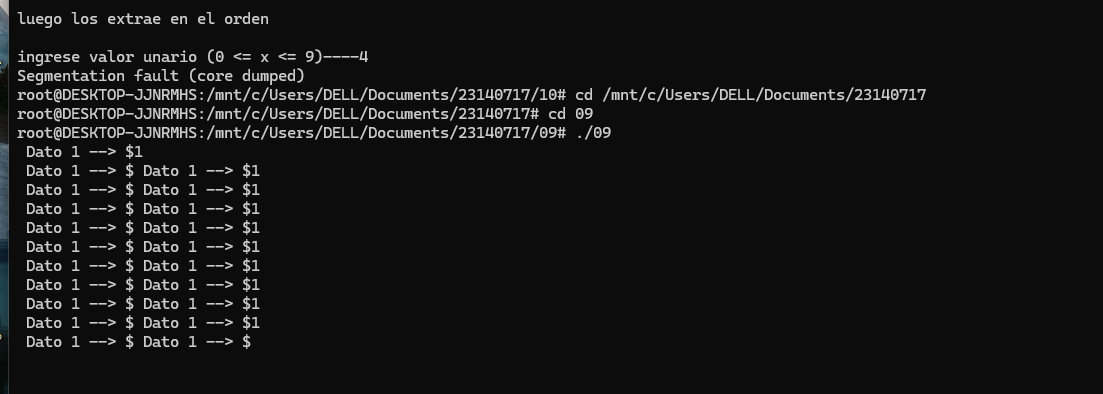 luego los extrae en el orden
ingrese valor unario (0 <= x <= 9)----4
Segmentation fault (core dumped)
root@DESKTOP-JJNRMHS:/mnt/c/Users/DELL/Documents/23140717/10# cd /mnt/c/Users/DELL/Documents/23140717
root@DESKTOP-JJNRMHS:/mnt/c/Users/DELL/Documents/23140717# cd 09
root@DESKTOP-JJNRMHS:/mnt/c/Users/DELL/Documents/23140717/09# ./09
Dato 1 --> $1
Dato 1 --> $ Dato 1 --> $1
Dato 1 --> $ Dato 1 --> $1
Dato 1 --> $ Dato 1 --> $1
Dato 1 --> $ Dato 1 --> $1
Dato 1 --> $ Dato 1 --> $1
Dato 1 --> $ Dato 1 --> $1
Dato 1 --> $ Dato 1 --> $1
Dato 1 --> $ Dato 1 --> $1
Dato 1 --> $ Dato 1 --> $1
Dato 1 --> $ Dato 1 --> $